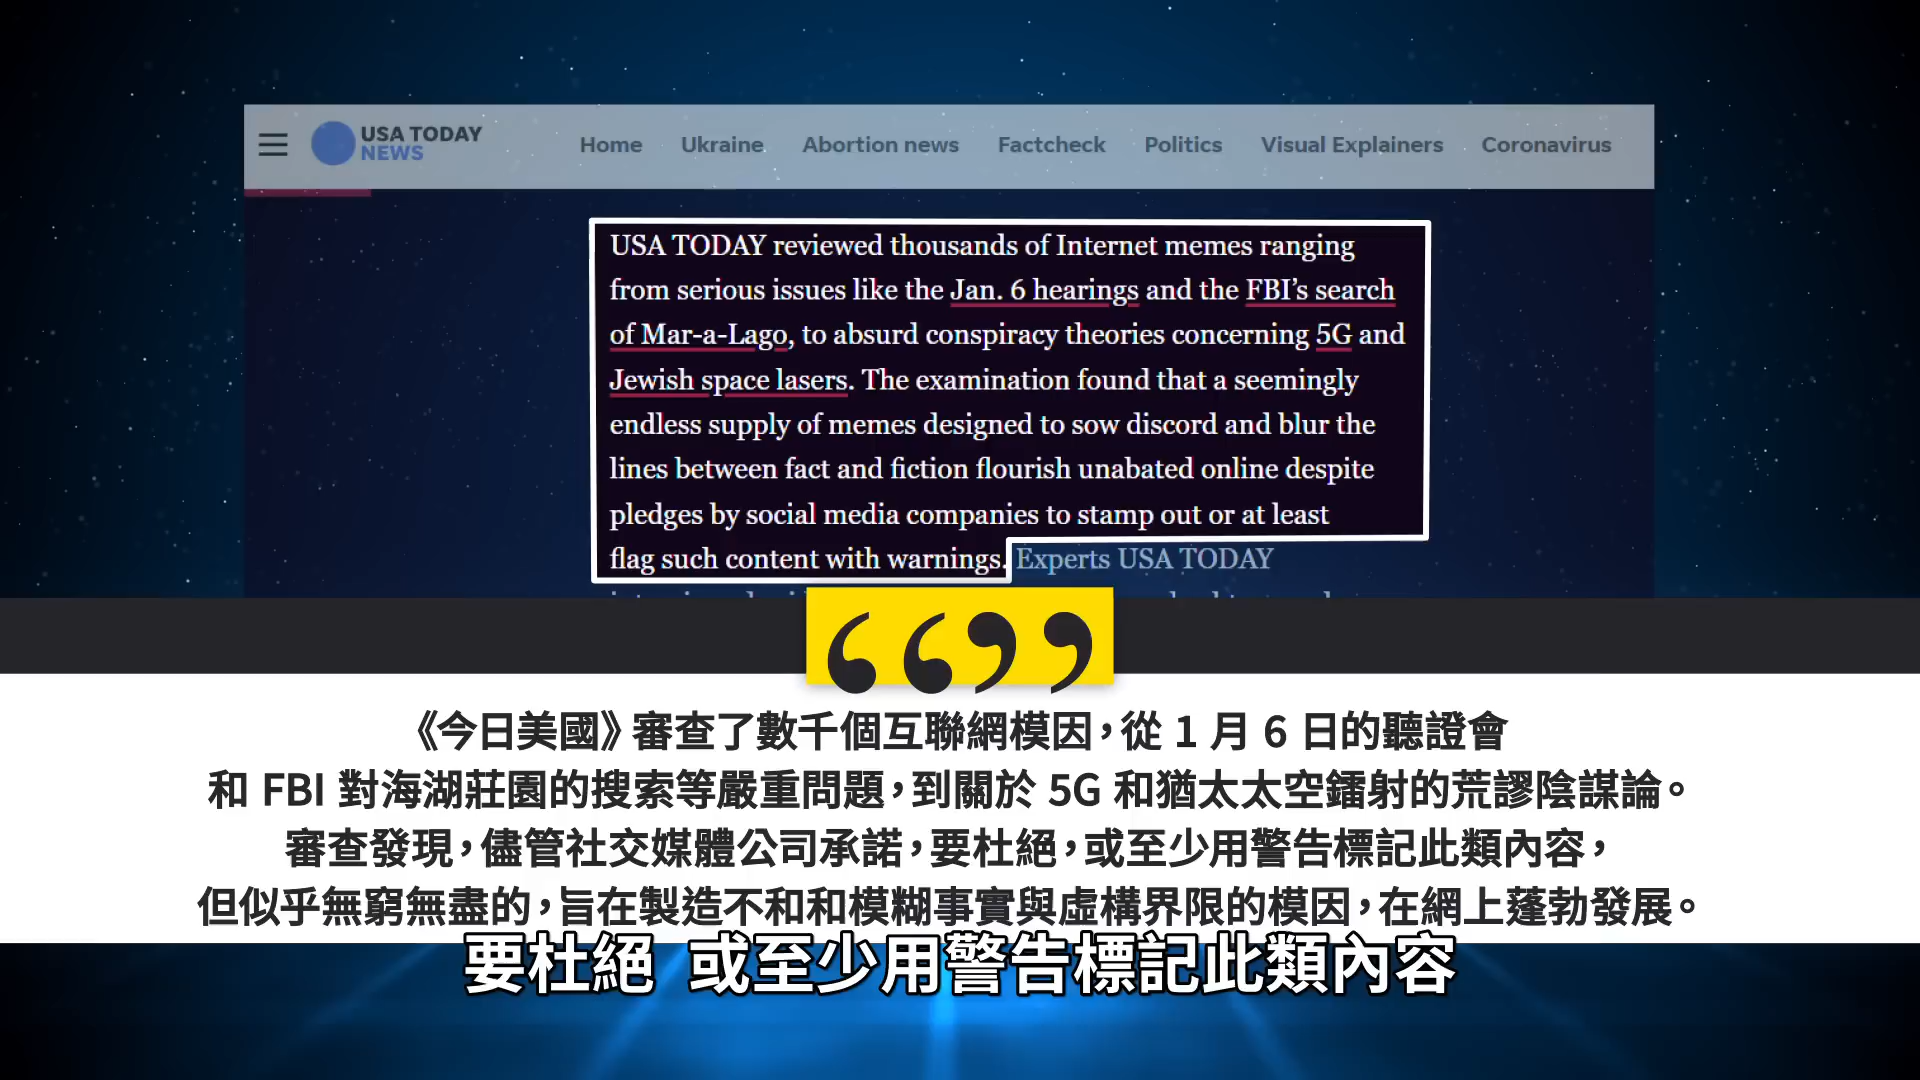 USA TODAY
NEWS
Home Ukraine Abortion news Factcheck Politics Visual Explainers Coronavirus
USA TODAY reviewed thousands of Internet memes ranging
from serious issues like the Jan. 6 hearings and the FBI’s search
of Mar-a-Lago, to absurd conspiracy theories concerning 5G and
Jewish space lasers. The examination found that a seemingly
endless supply of memes designed to sow discord and blur the
lines between fact and fiction flourish unabated online despite
pledges by social media companies to stamp out or at least
flag such content with warnings. Experts USA TODAY
《今日美國》審查了數千個互聯網模因，從 1 月 6 日的聽證會
和 FBI 對海湖莊園的搜索等嚴重問題，到關於 5G 和猶太太空鐳射的荒謬陰謀論。
審查發現，儘管社交媒體公司承諾，要杜絕，或至少用警告標記此類內容，
但似乎無窮無盡的，旨在製造不和和模糊事實與虛構界限的模因，在網上蓬勃發展。
要杜絕 或至少用警告標記此類內容